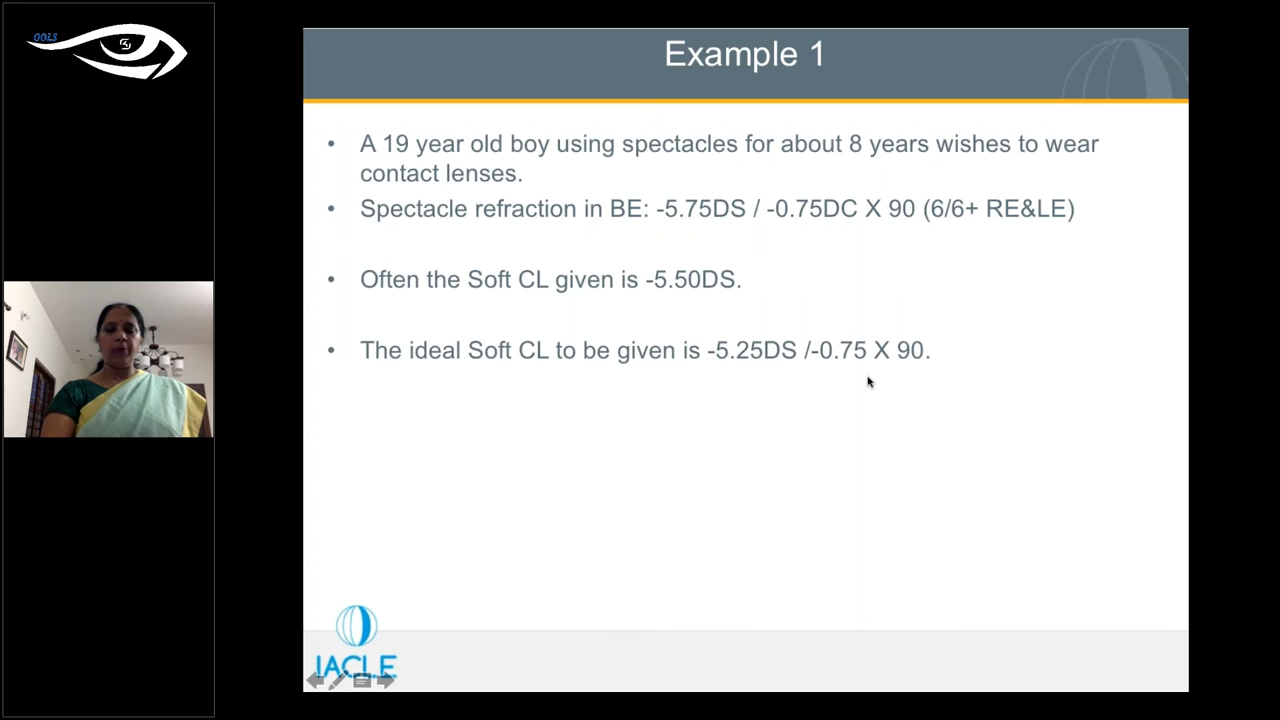 OOLS
Example 1
• A 19 year old boy using spectacles for about 8 years wishes to wear
contact lenses.
• Spectacle refraction in BE: -5.75DS / -0.75DC X 90 (6/6+ RE&LE)
• Often the Soft CL given is -5.50DS.
• The ideal Soft CL to be given is -5.25DS /-0.75 X 90.
IACLE